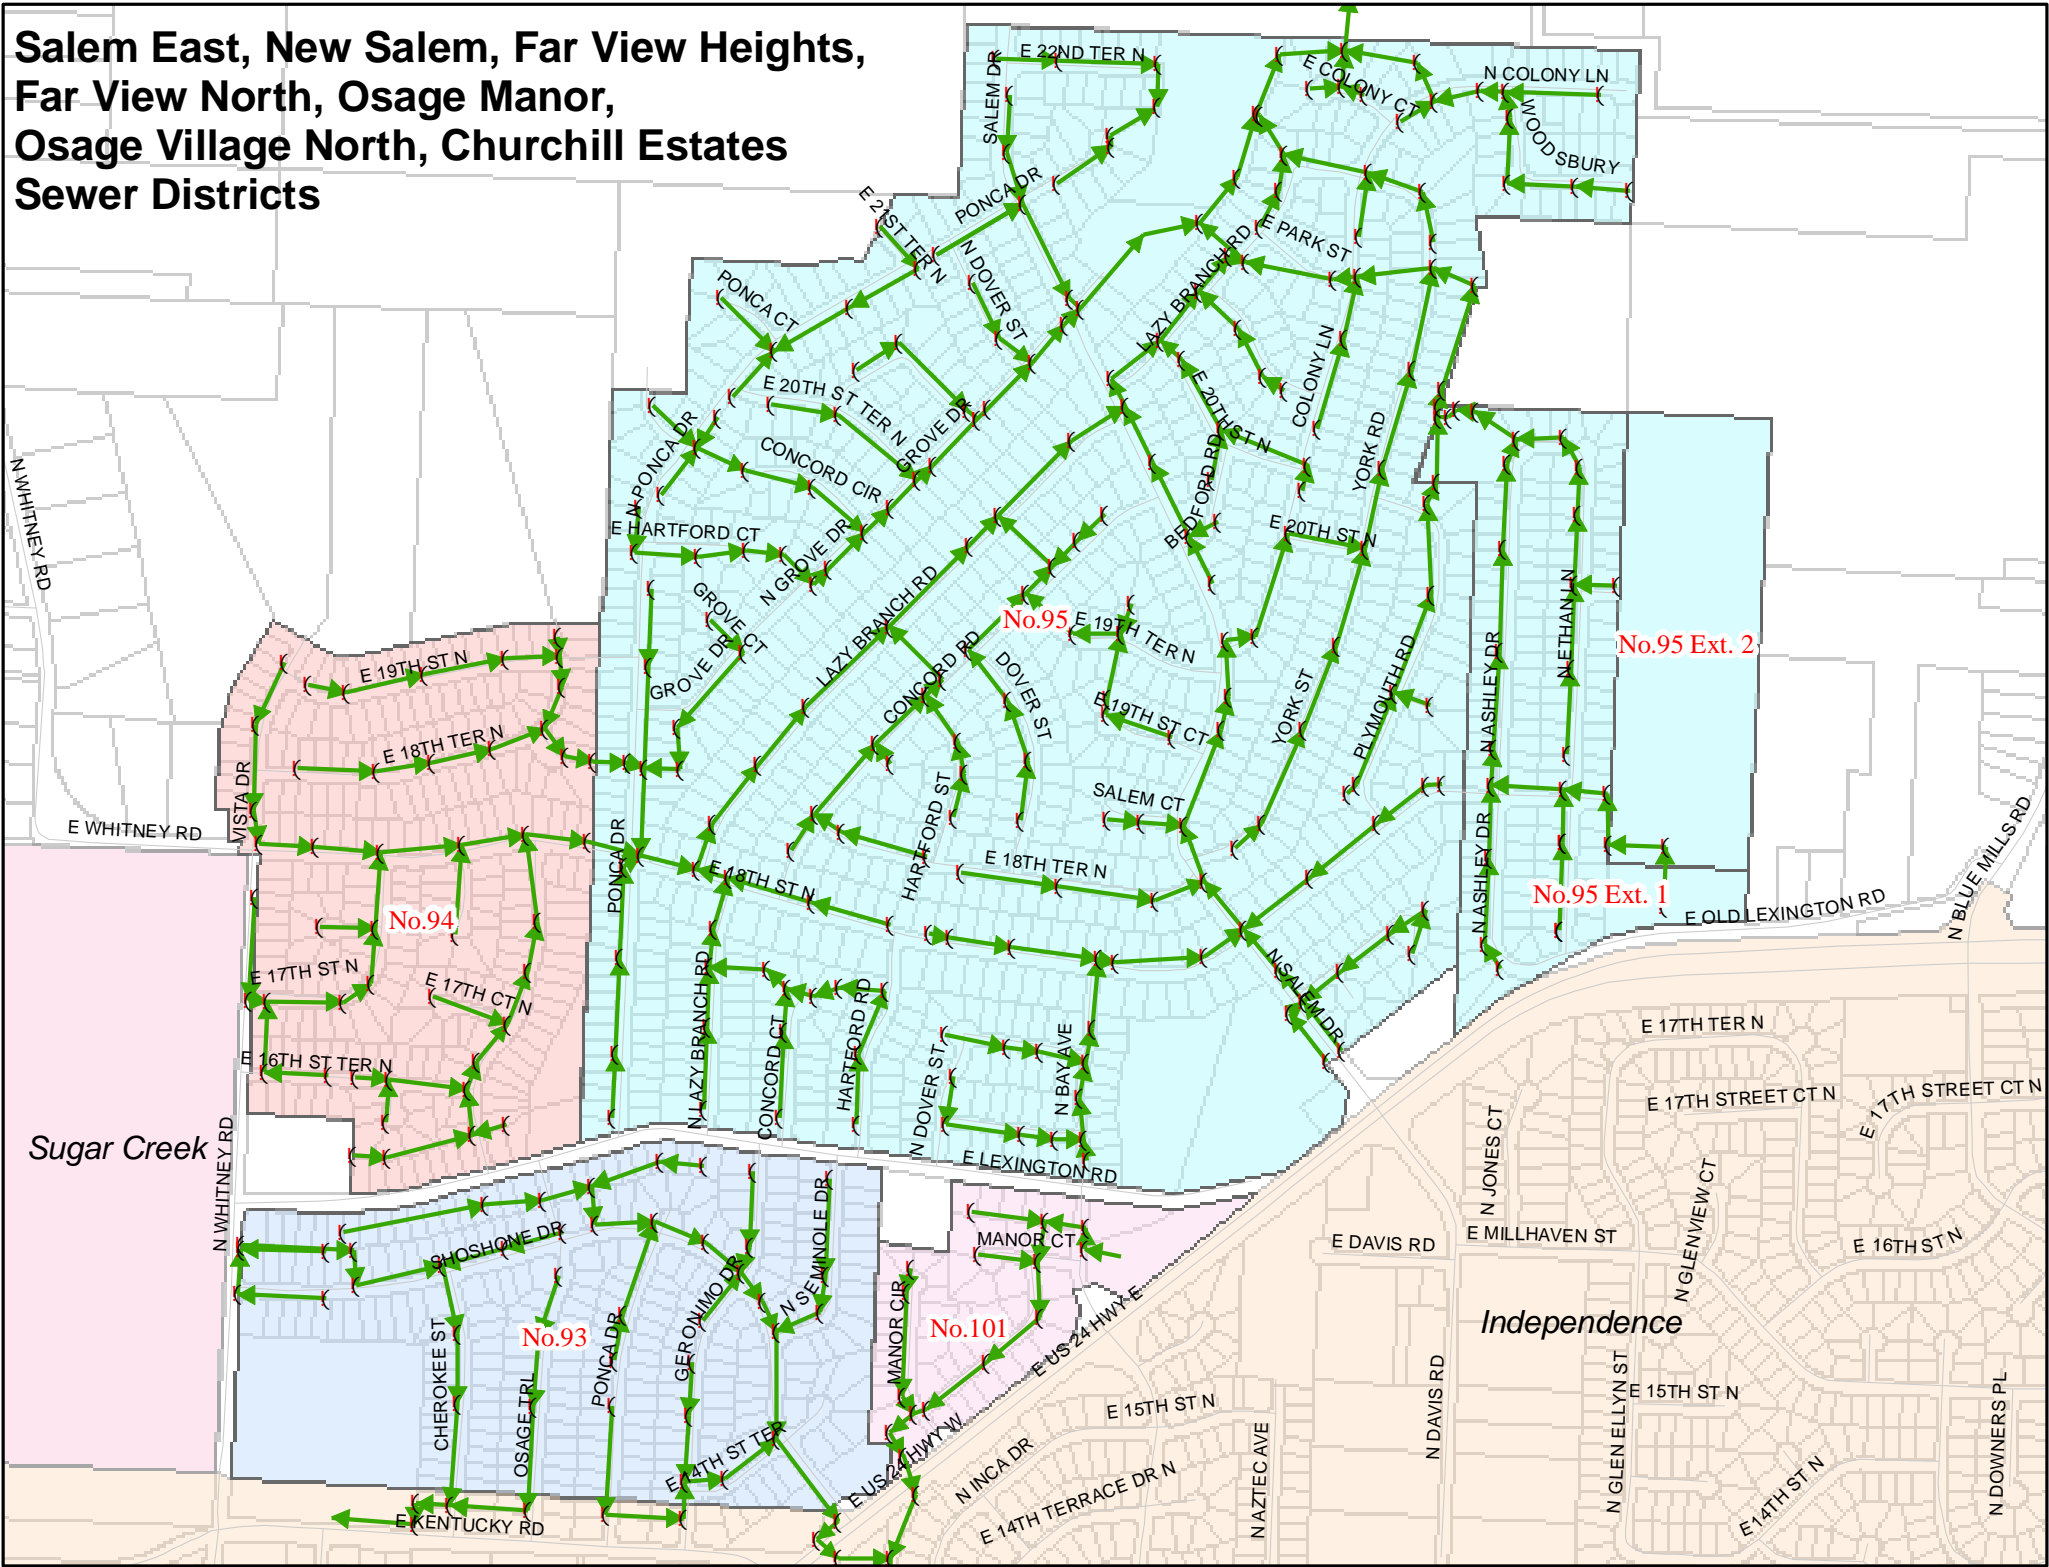 Salem East, New Salem, Far View Heights,
Far View North, Osage Manor,
Osage Village North, Churchill Estates
Sewer Districts
E 22ND TER N
SALEM DR
E COLONY CT
N COLONY LN
WOODSBURY
PONCA DR
E 21ST TER N
N DOVER ST
E PARK ST
LAZY BRANCH RD
LAZY BRANCH RD
PONCA CT
E 20TH ST TER N
GROVE DR
COLONY LN
E 20TH ST N
YORK RD
N PONCA DR
CONCORD CIR
BEDFORD RD
BEDFORD RD
N WHITNEY RD
E HARTFORD CT
N GROVE DR
E 20TH ST N
GROVE CT
GROVE DR
LAZY BRANCH RD
No.95
E 19TH TER N
N ETHAN LN
No.95 Ext. 2
CONCORD RD
DOVER ST
E 19TH ST CT
YORK ST
PLYMOUTH RD
N ASHLEY DR
E 19TH ST N
E 18TH TER N
VISTA DR
E WHITNEY RD
HARTFORD ST
HARTFORD ST
SALEM CT
PONCA DR
E 18TH ST N
E 18TH TER N
N ASHLEY DR
No.95 Ext. 1
E OLD LEXINGTON RD
N BLUE MILLS RD
No.94
E 17TH ST N
E 17TH CT N
N LAZY BRANCH RD
CONCORD CT
HARTFORD RD
N SALEM DR
E 16TH ST TER N
N DOVER ST
N BAY AVE
E 17TH TER N
E 17TH STREET CT N
E 17TH STREET CT N
N JONES CT
Sugar Creek
N WHITNEY RD
E LEXINGTON RD
N GLENVIEW CT
SHOSHONE DR
N SEMINOLE DR
MANOR CT
E DAVIS RD
E MILLHAVEN ST
E 16TH ST N
GERONIMO DR
GERONIMO DR
No.93
MANOR CIR
No.101
E US 24 HWY E
Independence
CHEROKEE ST
OSAGE TRL
PONCA DR
E 14TH ST TER
E US 24 HWY W
E 15TH ST N
N INCA DR
N AZTEC AVE
N DAVIS RD
N GLEN ELLYN ST
E 15TH ST N
N DOWNERS PL
E 14TH TERRACE DR N
E 14TH ST N
E KENTUCKY RD